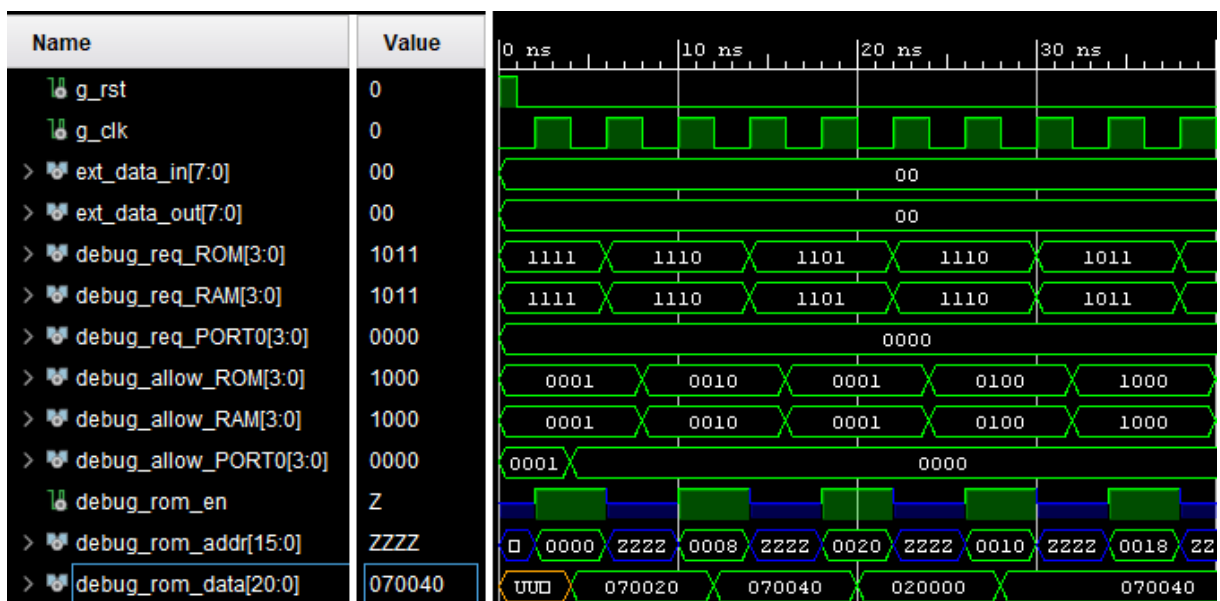 Name Value 0 ns 10 ns 20 ns 30 ns
g_rst 0
g_clk 0
ext_data_in[7:0] 00 00
ext_data_out[7:0] 00 00
debug_req_ROM[3:0] 1011 1111 1110 1101 1110 1011
debug_req_RAM[3:0] 1011 1111 1110 1101 1110 1011
debug_req_PORT0[3:0] 0000 0000
debug_allow_ROM[3:0] 1000 0001 0010 0001 0100 1000
debug_allow_RAM[3:0] 1000 0001 0010 0001 0100 1000
debug_allow_PORT0[3:0] 0000 0001 0000
debug_rom_en Z
debug_rom_addr[15:0] ZZZZ 0000 ZZZZ 0008 ZZZZ 0020 ZZZZ 0010 ZZZZ 0018 ZZ
debug_rom_data[20:0] 070040 UUU 070020 070040 020000 070040